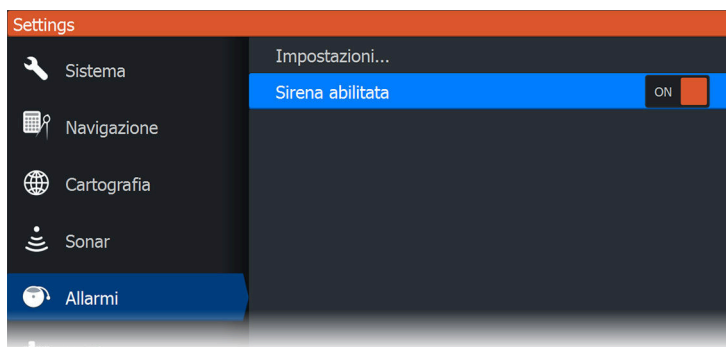 Settings
Sistema
Navigazione
Cartografia
Sonar
Allarmi
Impostazioni...
Sirena abilitata ON